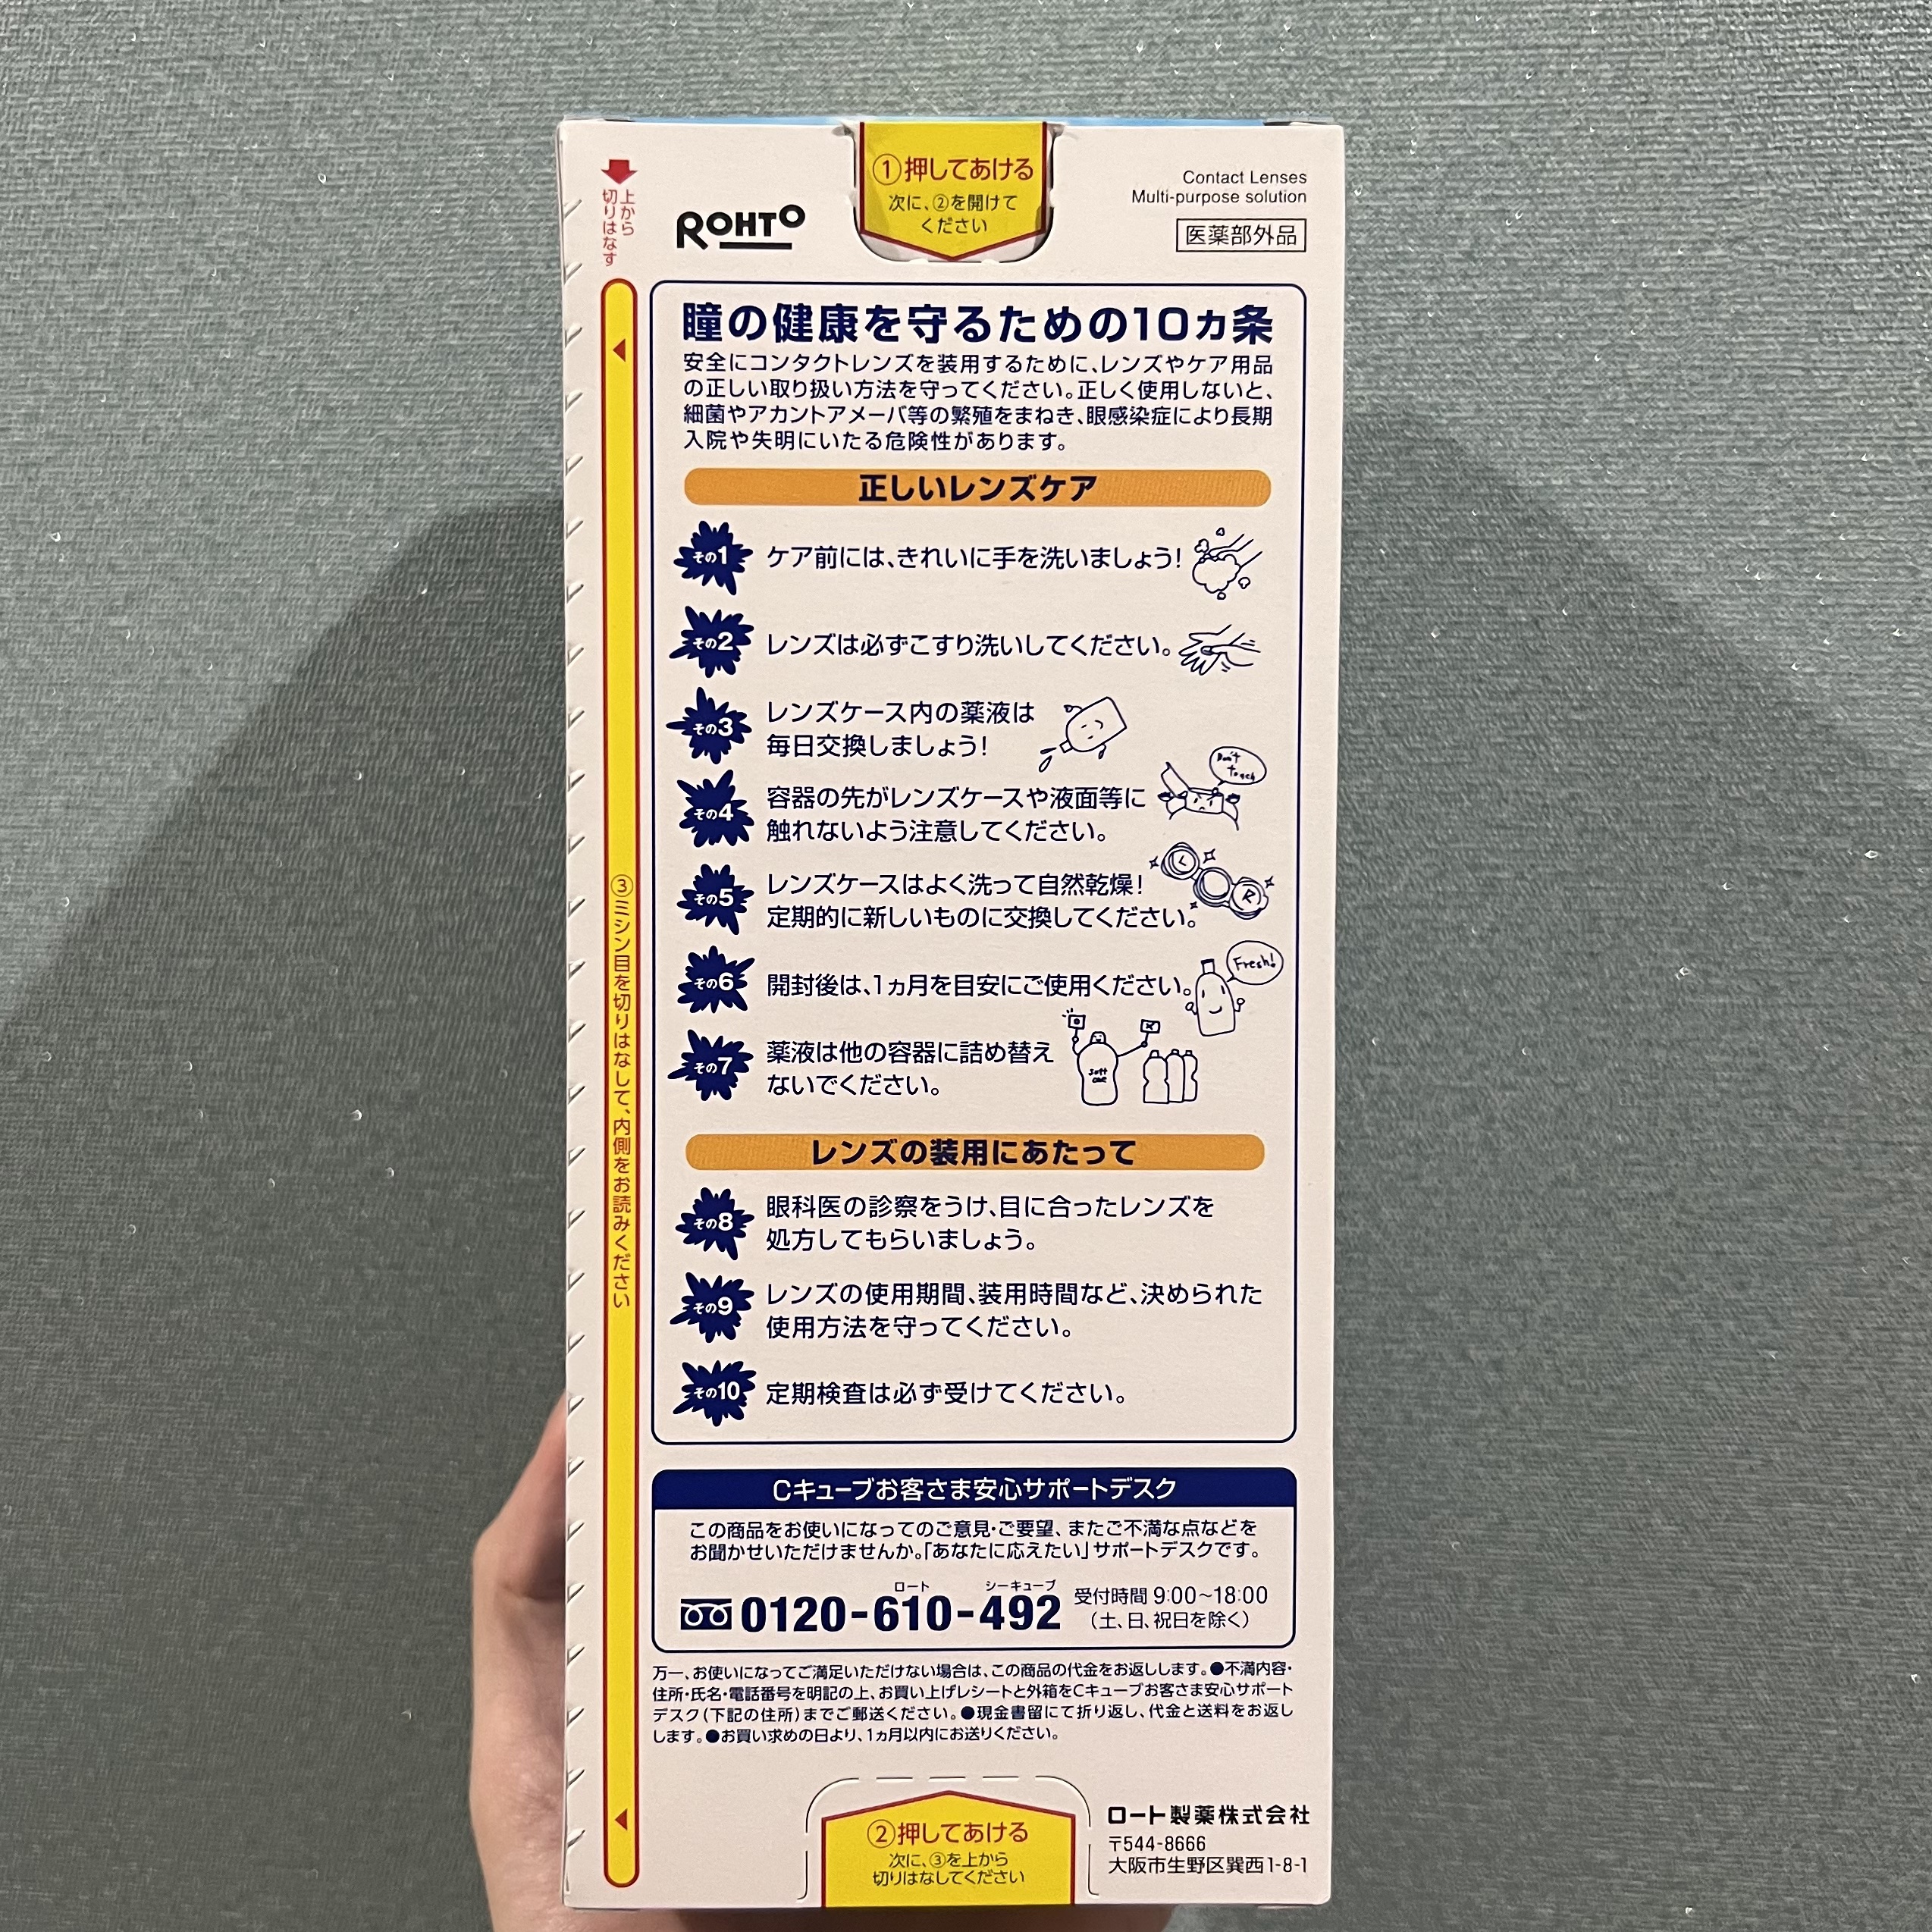 上から
切りはなす
ROHTO
①押してあける
次に、②を開けて
ください
Contact Lenses
Multi-purpose solution
医薬部外品
瞳の健康を守るための10ヵ条
安全にコンタクトレンズを装用するために、レンズやケア用品
の正しい取り扱い方法を守ってください。正しく使用しないと、
細菌やアカントアメーバ等の繁殖をまねき、眼感染症により長期
入院や失明にいたる危険性があります。
正しいレンズケア
その1 ケア前には、きれいに手を洗いましょう!
その2 レンズは必ずこすり洗いしてください。
その3 レンズケース内の薬液は
毎日交換しましょう!
その4 容器の先がレンズケースや液面等に
触れないよう注意してください。
Don't
touch
その5 レンズケースはよく洗って自然乾燥!
定期的に新しいものに交換してください。
L
R
その6 開封後は、1ヵ月を目安にご使用ください。
Fresh!
その7 薬液は他の容器に詰め替え
ないでください。
soft
one
レンズの装用にあたって
その8 眼科医の診察をうけ、目に合ったレンズを
処方してもらいましょう。
その9 レンズの使用期間、装用時間など、決められた
使用方法を守ってください。
その10 定期検査は必ず受けてください。
③ミシン目を切りはなして、内側をお読みください
Cキューブお客さま安心サポートデスク
この商品をお使いになってのご意見・ご要望、またご不満な点などを
お聞かせいただけませんか。「あなたに応えたい」サポートデスクです。
ロート シーキューブ
0120-610-492
受付時間 9:00~18:00
(土、日、祝日を除く)
万一、お使いになってご満足いただけない場合は、この商品の代金をお返しします。●不満内容・
住所・氏名・電話番号を明記の上、お買い上げレシートと外箱をCキューブお客さま安心サポート
デスク(下記の住所)までご郵送ください。●現金書留にて折り返し、代金と送料をお返し
します。●お買い求めの日より、1ヵ月以内にお送りください。
②押してあける
次に、③を上から
切りはなしてください
ロート製薬株式会社
〒544-8666
大阪市生野区巽西1-8-1